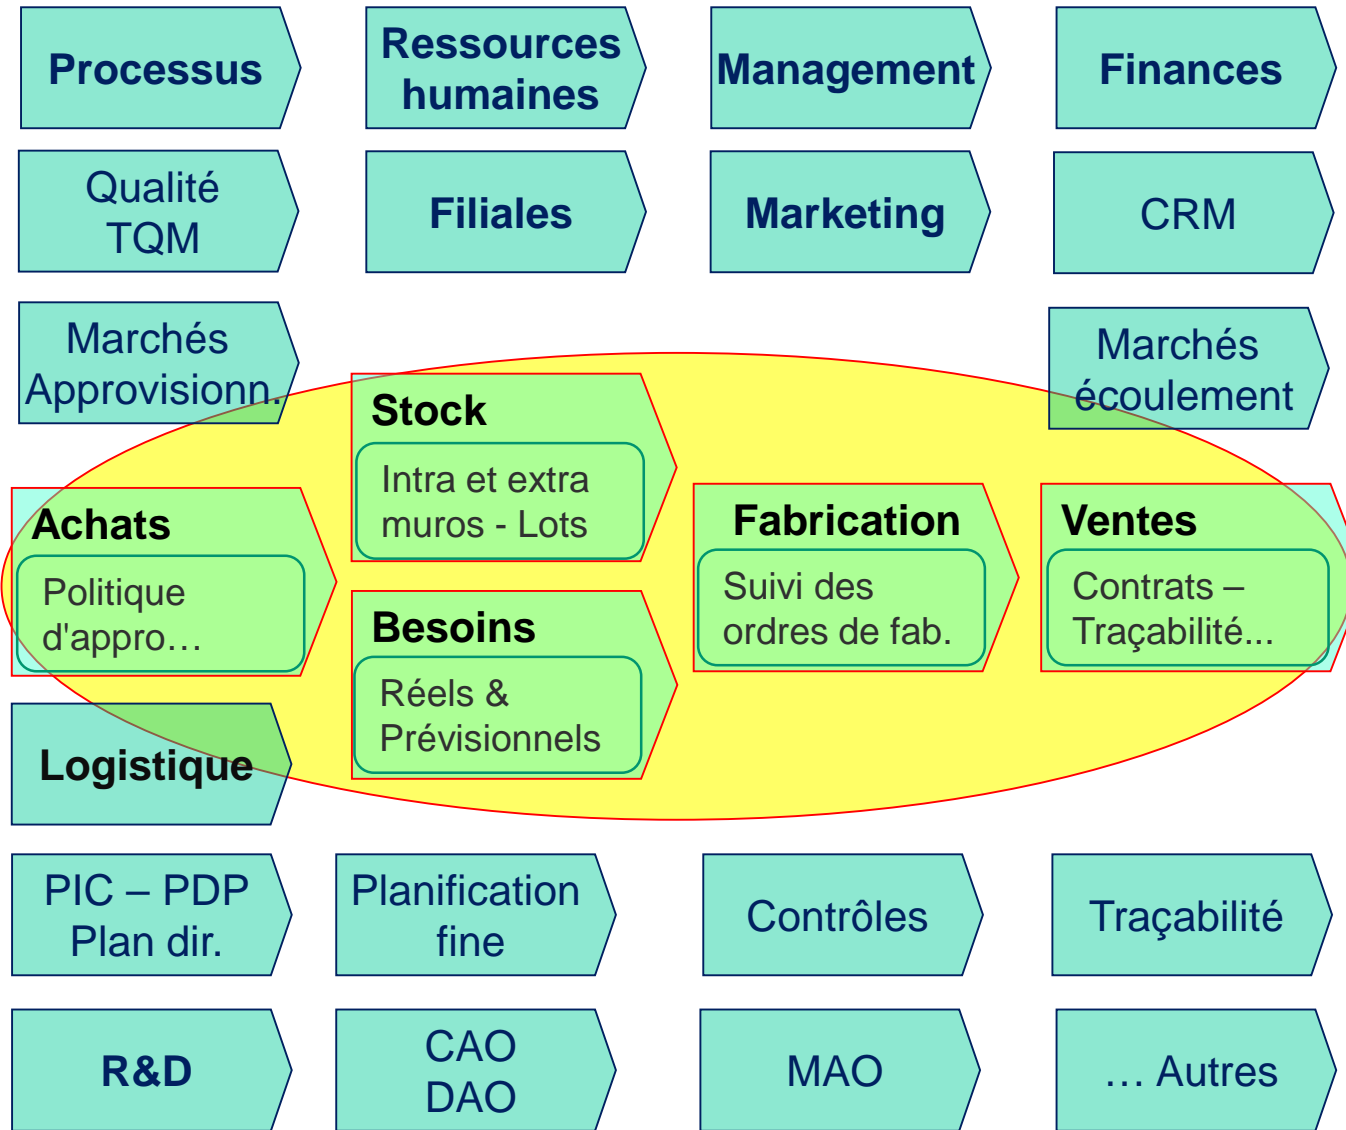 Processus
Ressources
humaines
Management
Finances
Qualité
TQM
Filiales
Marketing
CRM
Marchés
Approvisionn.
Marchés
écoulement
Stock
Intra et extra
muros - Lots
Achats
Politique
d'appro…
Besoins
Réels &
Prévisionnels
Fabrication
Suivi des
ordres de fab.
Ventes
Contrats –
Traçabilité...
Logistique
PIC – PDP
Plan dir.
Planification
fine
Contrôles
Traçabilité
R&D
CAO
DAO
MAO
… Autres